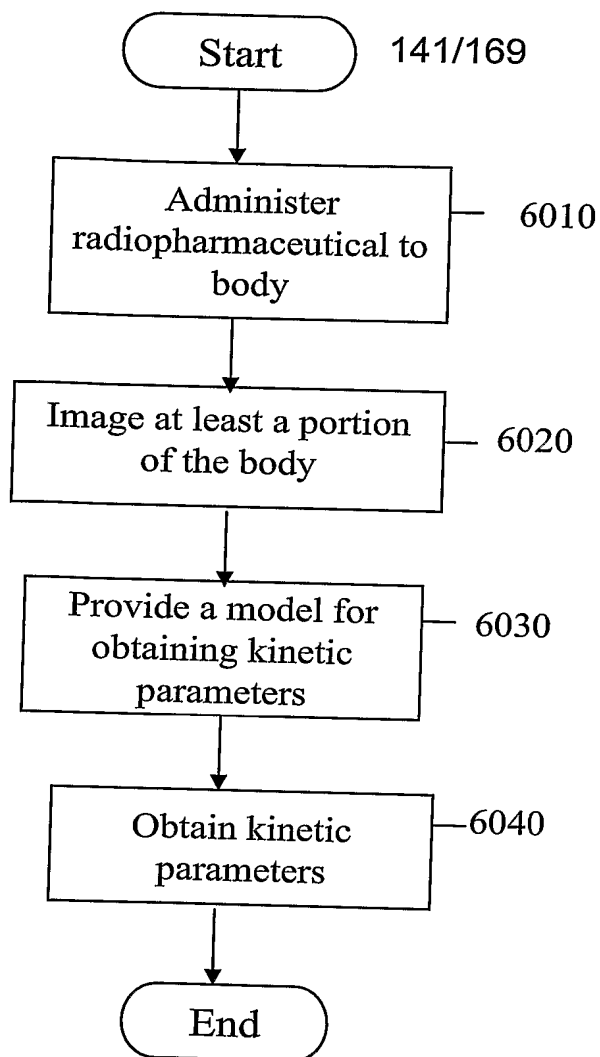 Start
141/169
Administer
radiopharmaceutical to
body
6010
Image at least a portion
of the body
6020
Provide a model for
obtaining kinetic
parameters
6030
Obtain kinetic
parameters
6040
End